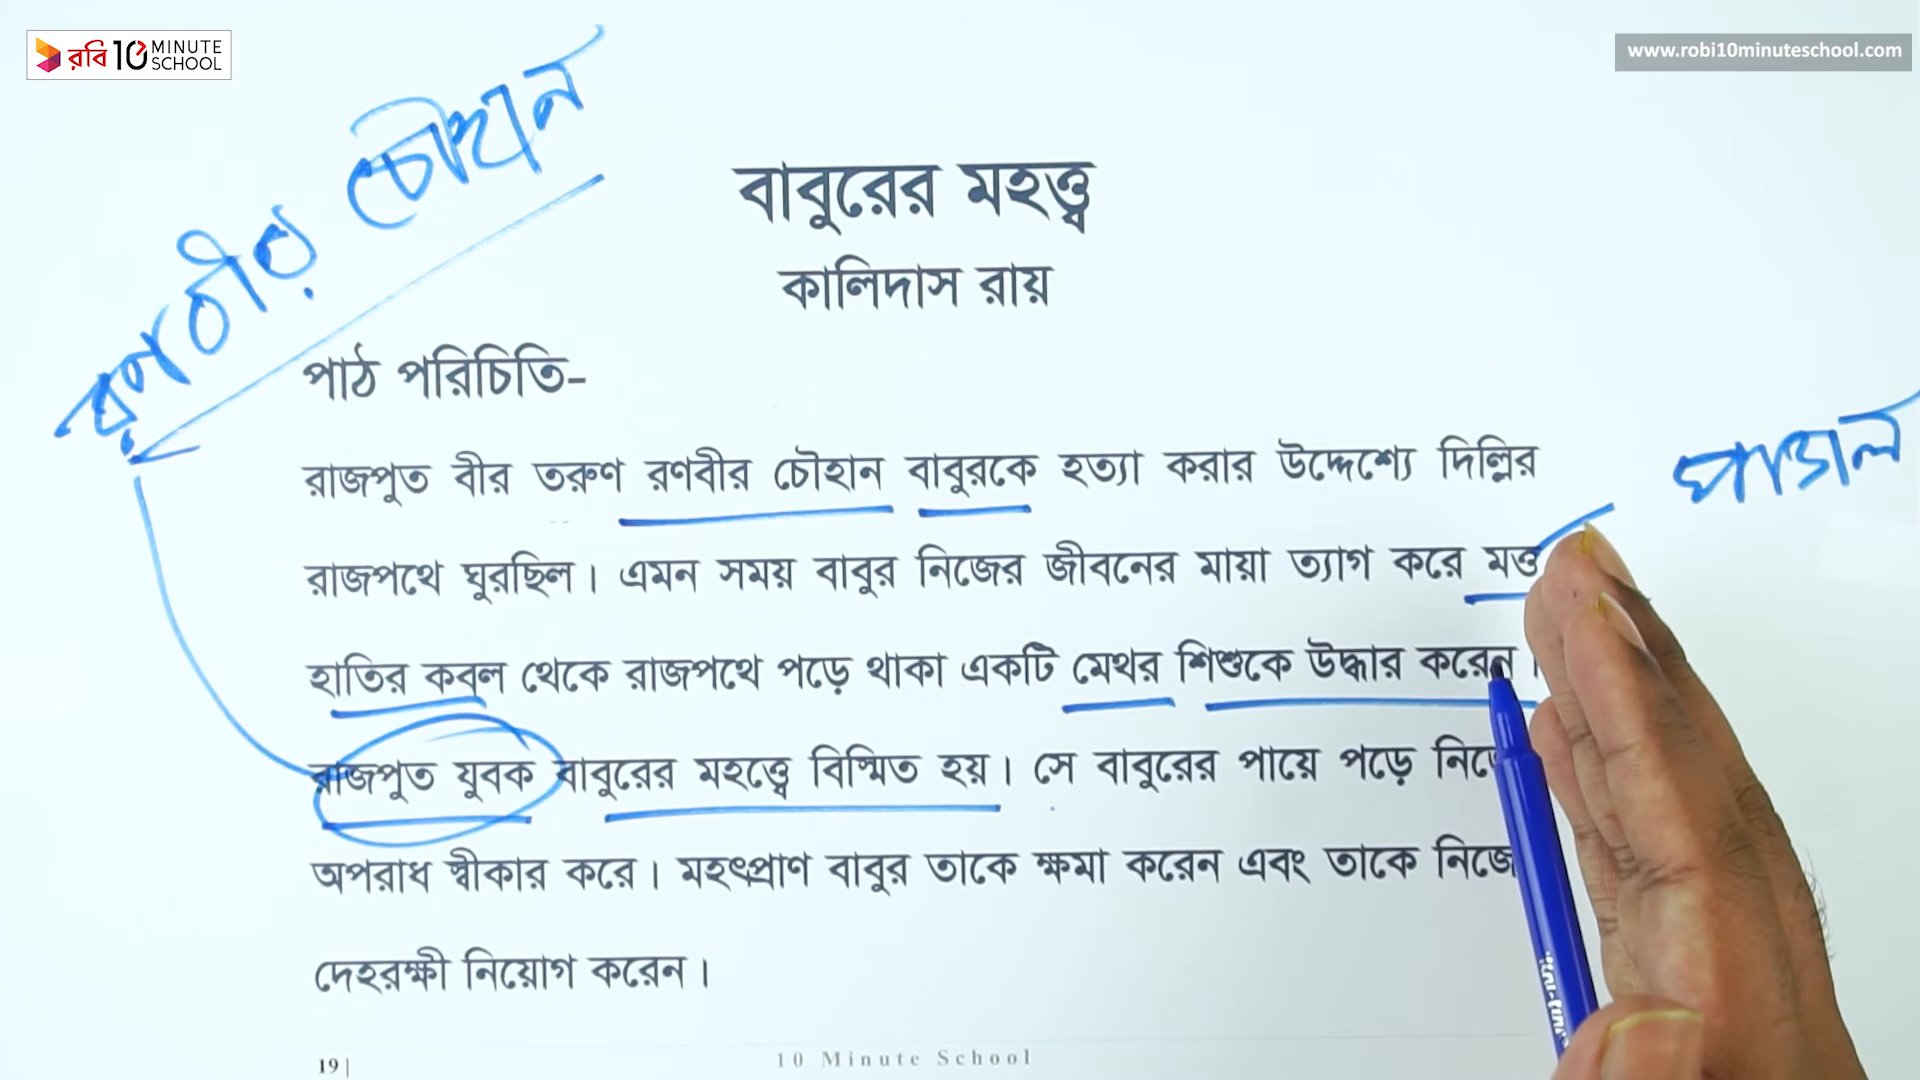 রবি 10 MINUTE SCHOOL
www.robi10minuteschool.com
রণবীর চৌহান
বাবুরের মহত্ত্ব
কালিদাস রায়
পাঠ পরিচিতি-
রাজপুত বীর তরুণ রণবীর চৌহান বাবুরকে হত্যা করার উদ্দেশ্যে দিল্লির
পাগল
রাজপথে ঘুরছিল। এমন সময় বাবুর নিজের জীবনের মায়া ত্যাগ করে মত্ত
হাতির কবল থেকে রাজপথে পড়ে থাকা একটি মেথর শিশুকে উদ্ধার করেন।
রাজপুত যুবক বাবুরের মহত্ত্বে বিস্মিত হয়। সে বাবুরের পায়ে পড়ে
অপরাধ স্বীকার করে। মহৎপ্রাণ বাবুর তাকে ক্ষমা করেন এবং তাকে
দেহরক্ষী নিয়োগ করেন।
19|
10 Minute School